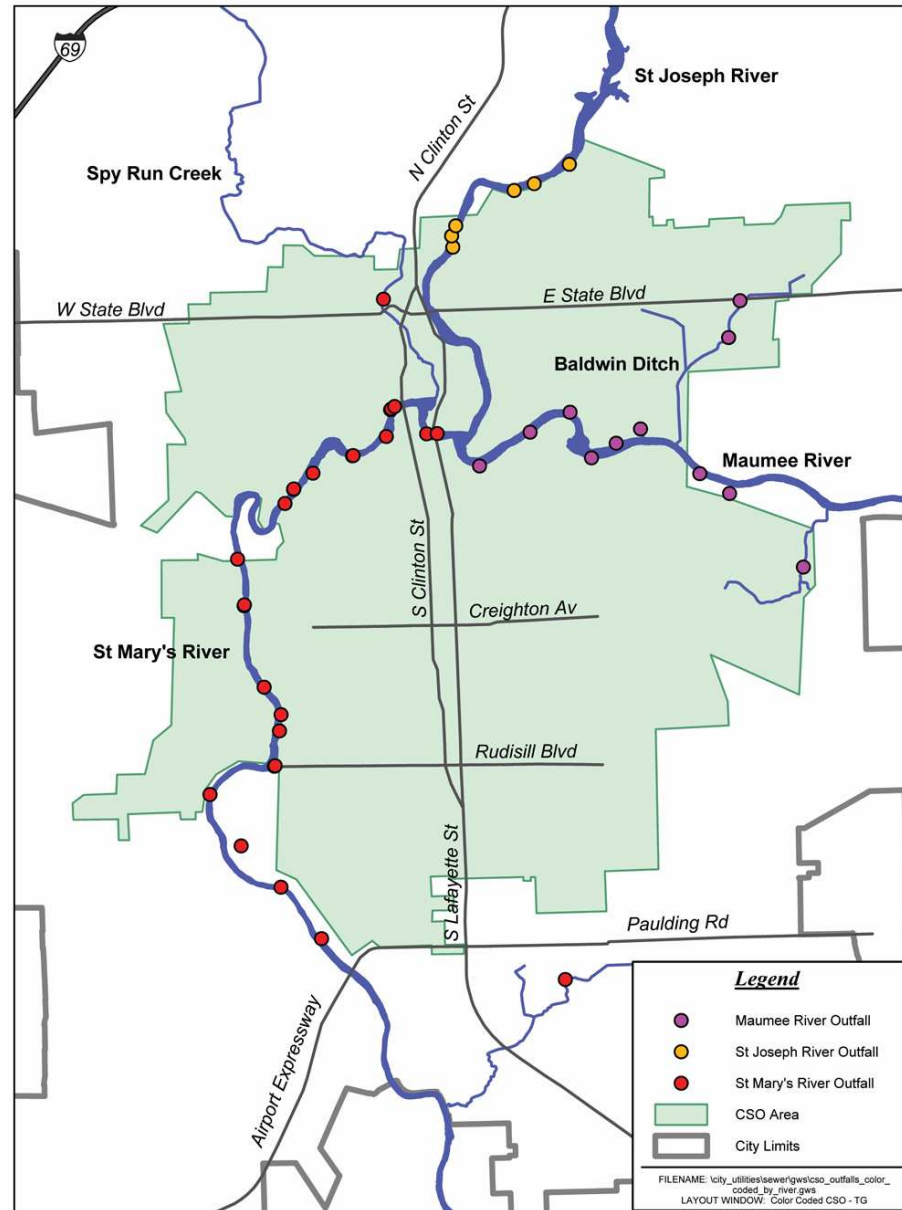 69
St Joseph River
N Clinton St
Spy Run Creek
W State Blvd
E State Blvd
Baldwin Ditch
Maumee River
S Clinton St
Creighton Av
St Mary's River
Rudisill Blvd
S Lafayette St
Paulding Rd
Airport Expressway
Legend
Maumee River Outfall
St Joseph River Outfall
St Mary's River Outfall
CSO Area
City Limits
FILENAME: \city_utilities\sewer\gws\cso_outfalls_color_
coded_by_river.gws
LAYOUT WINDOW: Color Coded CSO - TG